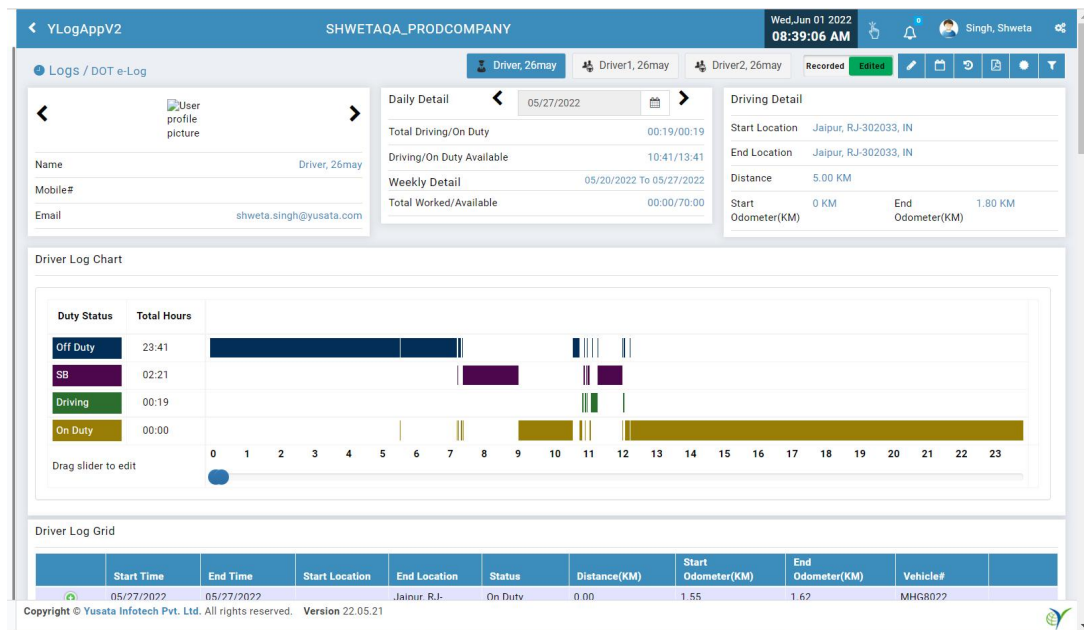 YLogAppV2 SHWETAQA_PRODCOMPANY Wed,Jun 01 2022 08:39:06 AM 0 Singh, Shweta
Logs / DOT e-Log Driver, 26may Driver1, 26may Driver2, 26may Recorded Edited
User profile picture
Name Driver, 26may
Mobile#
Email shweta.singh@yusata.com
Daily Detail 05/27/2022
Total Driving/On Duty 00:19/00:19
Driving/On Duty Available 10:41/13:41
Weekly Detail 05/20/2022 To 05/27/2022
Total Worked/Available 00:00/70:00
Driving Detail
Start Location Jaipur, RJ-302033, IN
End Location Jaipur, RJ-302033, IN
Distance 5.00 KM
Start Odometer(KM) 0 KM End Odometer(KM) 1.80 KM
Driver Log Chart
Duty Status Total Hours
Off Duty 23:41
SB 02:21
Driving 00:19
On Duty 00:00
0 1 2 3 4 5 6 7 8 9 10 11 12 13 14 15 16 17 18 19 20 21 22 23
Drag slider to edit
Driver Log Grid
Start Time End Time Start Location End Location Status Distance(KM) Start Odometer(KM) End Odometer(KM) Vehicle#
05/27/2022 05/27/2022 Jaipur, RJ- On Duty 0.00 1.55 1.62 MHG8022
Copyright © Yusata Infotech Pvt. Ltd. All rights reserved. Version 22.05.21